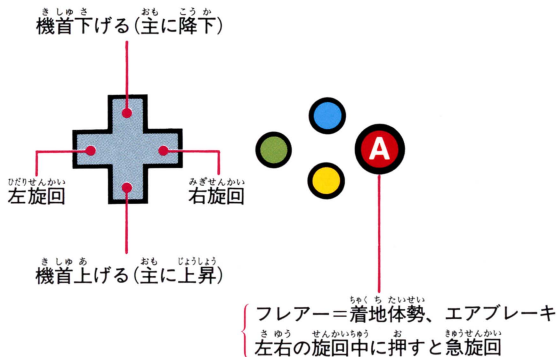 機首下げる(主に降下)
A
左旋回
右旋回
機首上げる(主に上昇)
フレアー=着地体勢、エアブレーキ
左右の旋回中に押すと急旋回